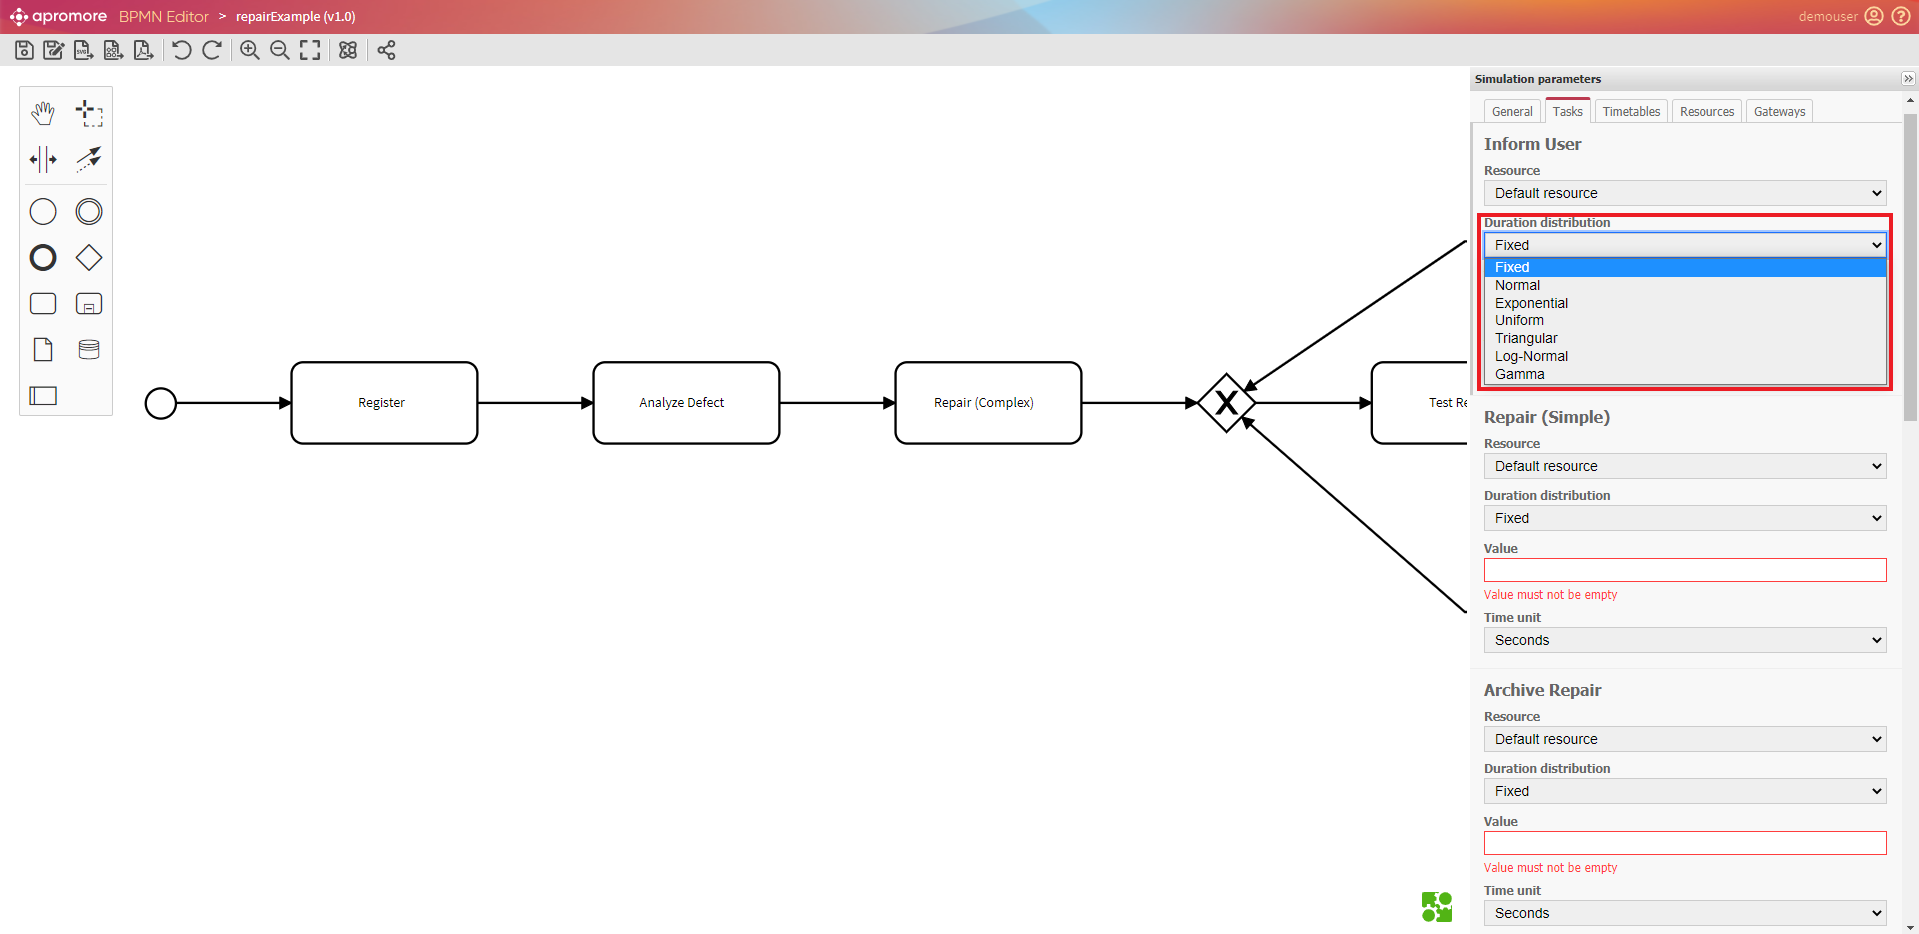 apromore BPMN Editor > repairExample (v1.0)
demouser
Simulation parameters
General Tasks Timetables Resources Gateways
Inform User
Resource
Default resource
Duration distribution
Fixed
Fixed
Normal
Exponential
Uniform
Triangular
Log-Normal
Gamma
Repair (Simple)
Resource
Default resource
Duration distribution
Fixed
Value
Value must not be empty
Time unit
Seconds
Archive Repair
Resource
Default resource
Duration distribution
Fixed
Value
Value must not be empty
Time unit
Seconds
Register
Analyze Defect
Repair (Complex)
X
Test Re